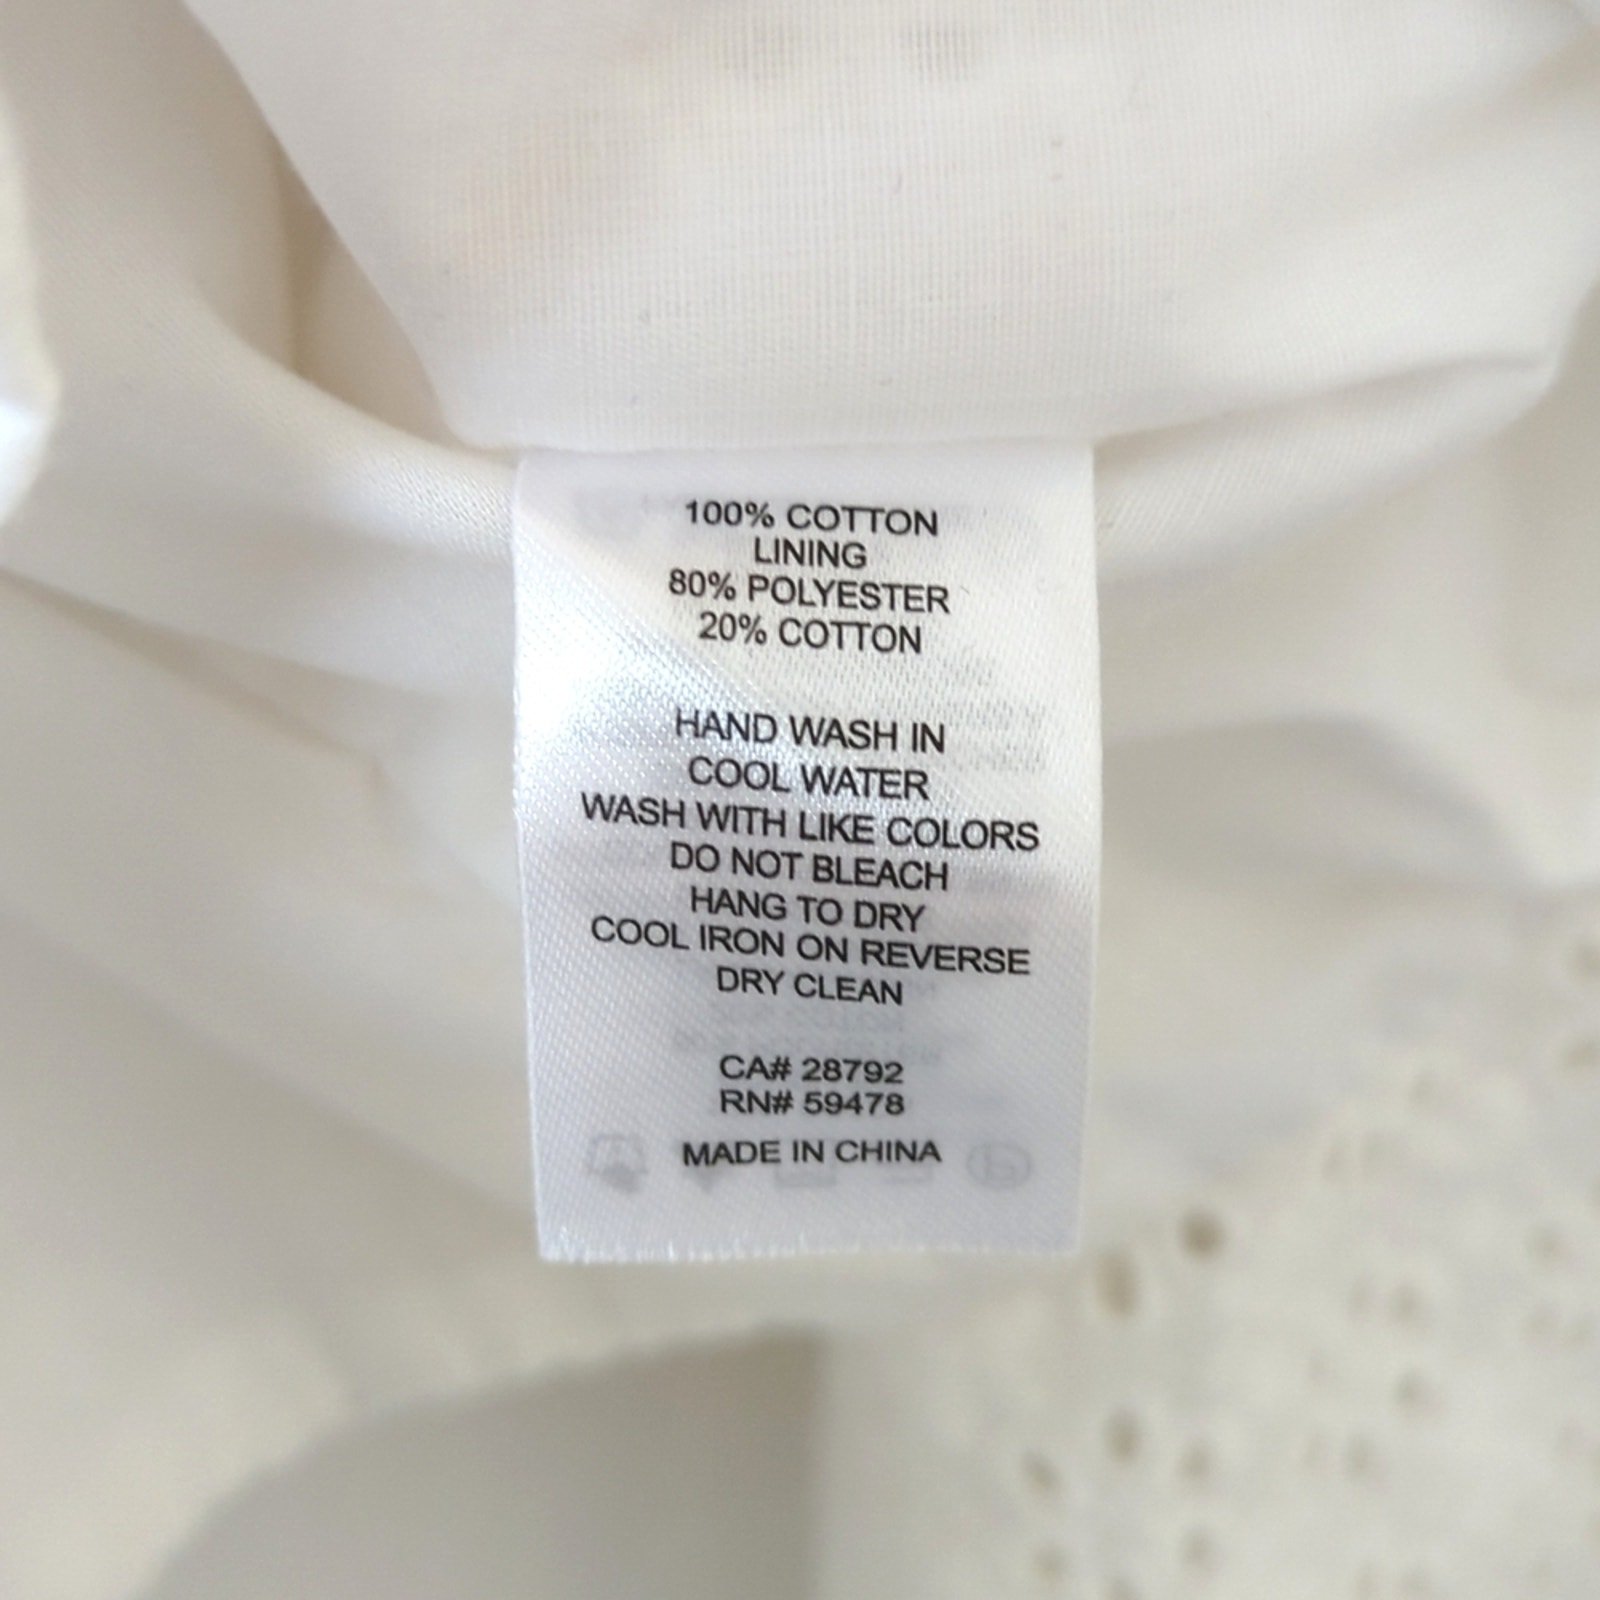 100% COTTON
LINING
80% POLYESTER
20% COTTON
HAND WASH IN
COOL WATER
WASH WITH LIKE COLORS
DO NOT BLEACH
HANG TO DRY
COOL IRON ON REVERSE
DRY CLEAN
CA# 28792
RN# 59478
MADE IN CHINA